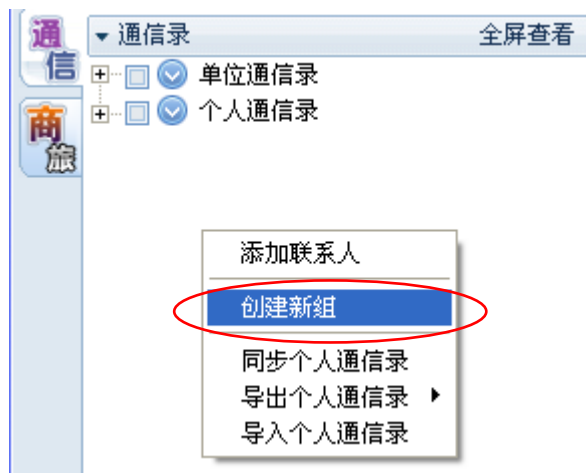 通信
▼ 通信录 全屏查看
单位通信录
个人通信录
商旅
添加联系人
创建新组
同步个人通信录
导出个人通信录
导入个人通信录